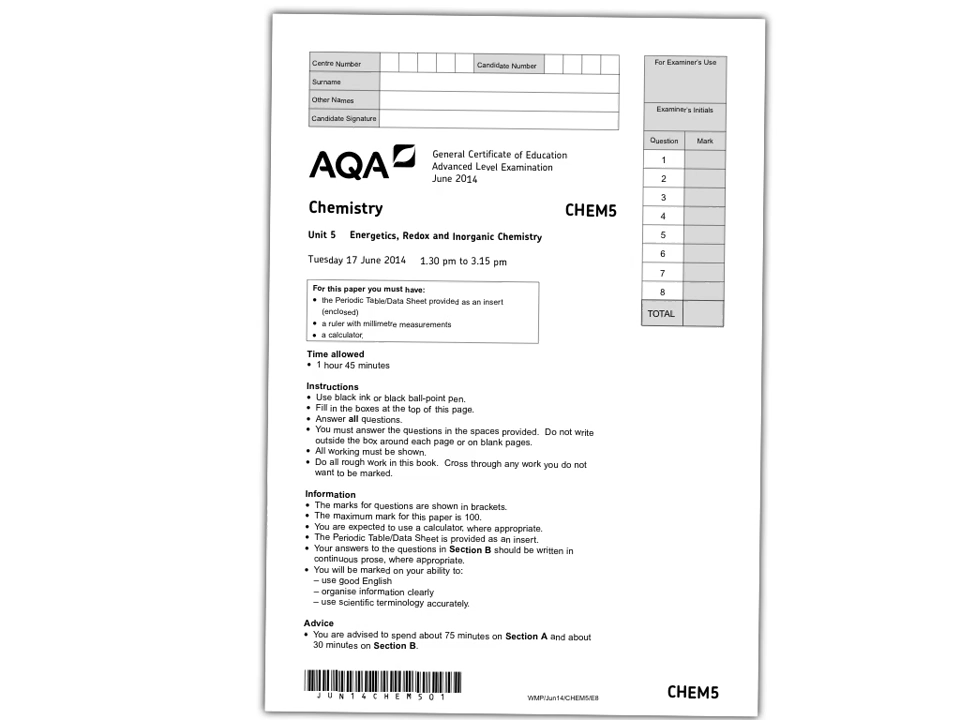 Centre Number
Candidate Number
Surname
Other Names
Candidate Signature
For Examiner's Use
Examiner's Initials
Question Mark
1
2
3
4
5
6
7
8
TOTAL
AQA
General Certificate of Education
Advanced Level Examination
June 2014
Chemistry CHEM5
Unit 5 Energetics, Redox and Inorganic Chemistry
Tuesday 17 June 2014 1.30 pm to 3.15 pm
For this paper you must have:
• the Periodic Table/Data Sheet provided as an insert
(enclosed)
• a ruler with millimetre measurements
• a calculator.
Time allowed
• 1 hour 45 minutes
Instructions
• Use black ink or black ball-point pen.
• Fill in the boxes at the top of this page.
• Answer all questions.
• You must answer the questions in the spaces provided. Do not write
outside the box around each page or on blank pages.
• All working must be shown.
• Do all rough work in this book. Cross through any work you do not
want to be marked.
Information
• The marks for questions are shown in brackets.
• The maximum mark for this paper is 100.
• You are expected to use a calculator, where appropriate.
• The Periodic Table/Data Sheet is provided as an insert.
• Your answers to the questions in Section B should be written in
continuous prose, where appropriate.
• You will be marked on your ability to:
– use good English
– organise information clearly
– use scientific terminology accurately.
Advice
• You are advised to spend about 75 minutes on Section A and about
30 minutes on Section B.
JUN14CHEM501
WMP/Jun14/CHEM5/E8
CHEM5